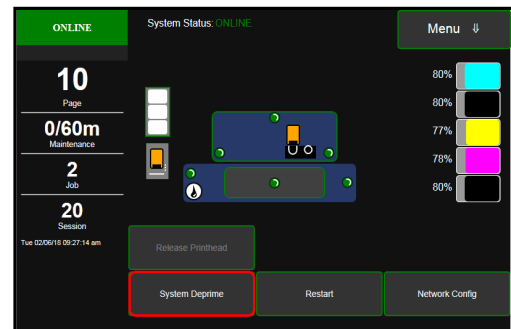 ONLINE
System Status: ONLINE
Menu ⇓
10
Page
0/60m
Maintenance
2
Job
20
Session
Tue 02/06/18 09:27:14 am
80%
80%
77%
78%
80%
Release Printhead
System Deprime
Restart
Network Config